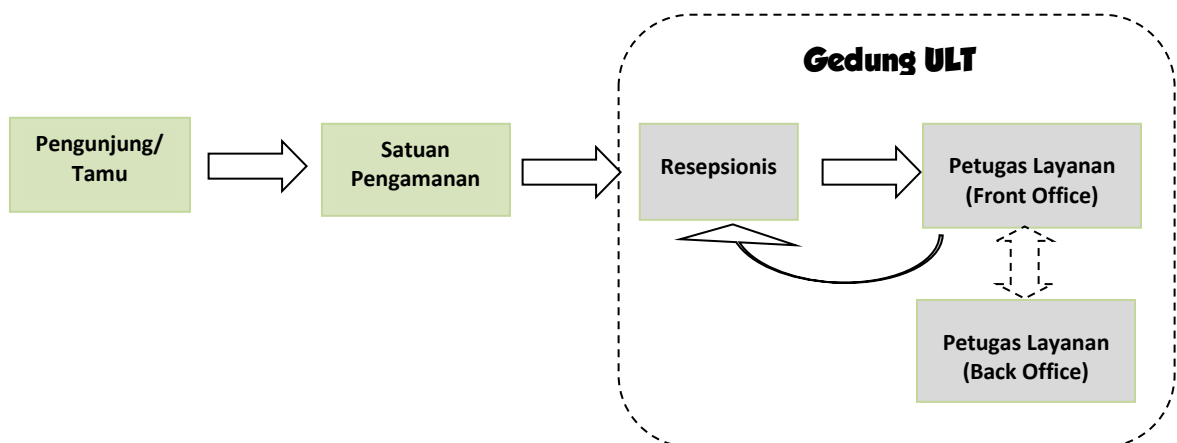 Gedung ULT
Pengunjung/
Tamu
Satuan
Pengamanan
Resepsionis
Petugas Layanan
(Front Office)
Petugas Layanan
(Back Office)